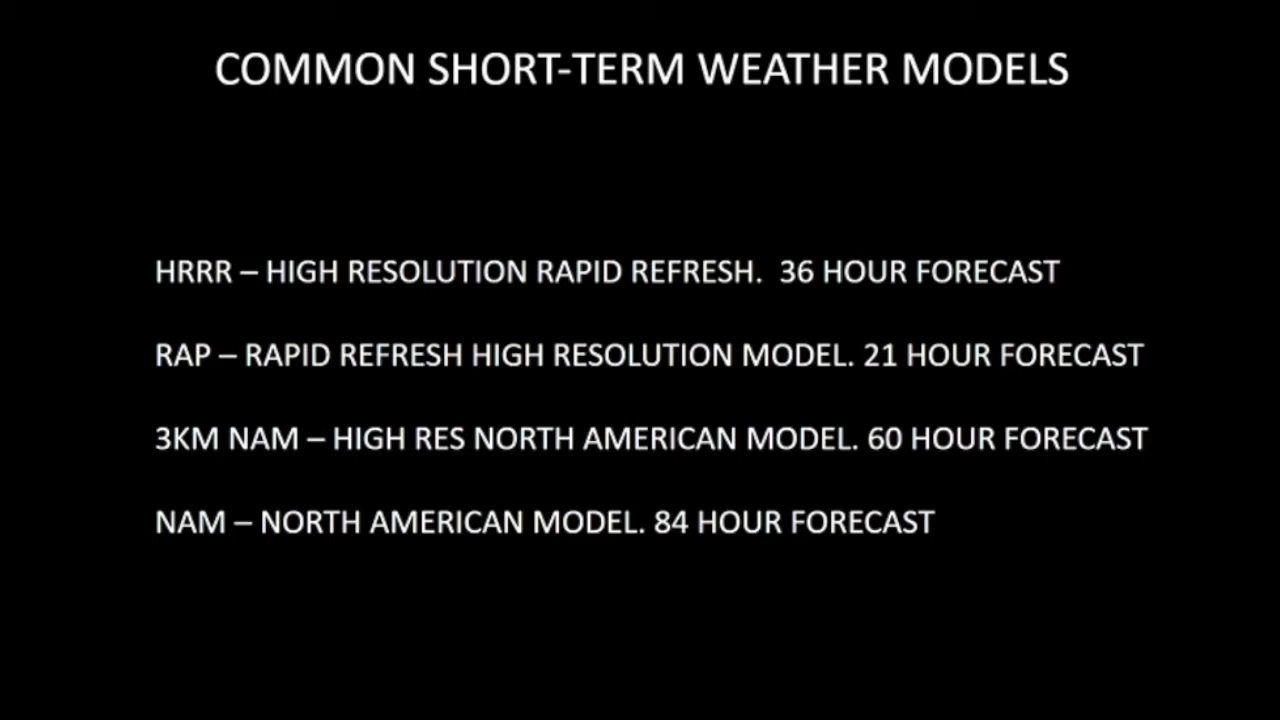 COMMON SHORT-TERM WEATHER MODELS
HRRR – HIGH RESOLUTION RAPID REFRESH.  36 HOUR FORECAST
RAP – RAPID REFRESH HIGH RESOLUTION MODEL. 21 HOUR FORECAST
3KM NAM – HIGH RES NORTH AMERICAN MODEL. 60 HOUR FORECAST
NAM – NORTH AMERICAN MODEL. 84 HOUR FORECAST